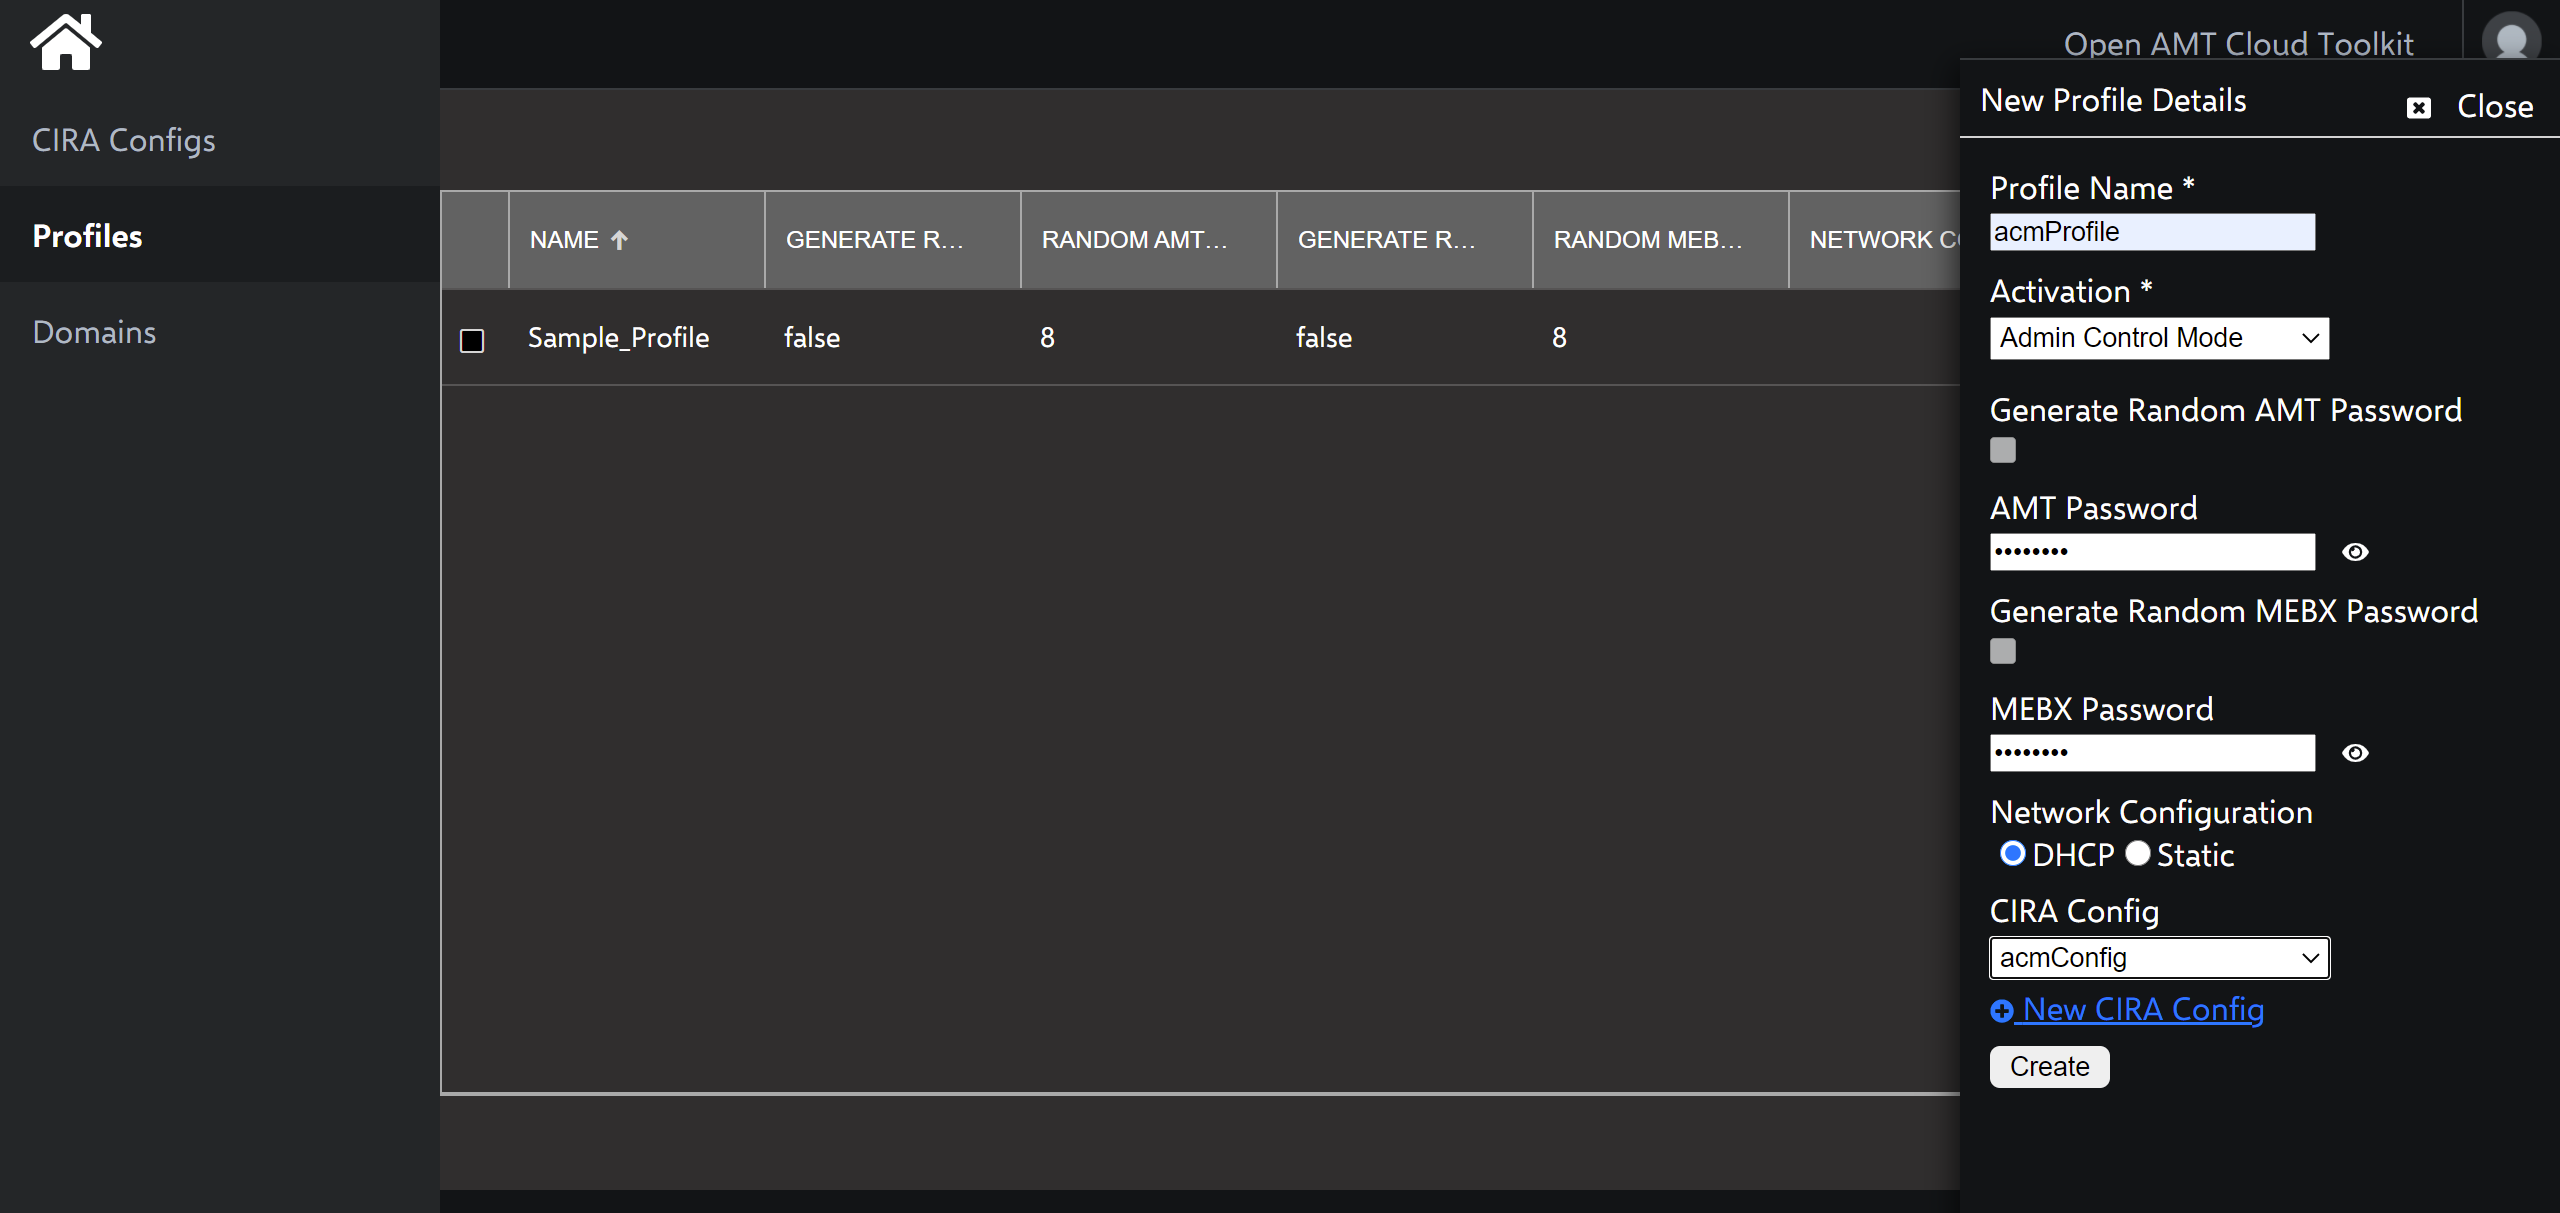 Open AMT Cloud Toolkit
CIRA Configs
Profiles
Domains
NAME GENERATE R... RANDOM AMT... GENERATE R... RANDOM MEB... NETWORK CO
Sample_Profile false 8 false 8
New Profile Details
Close
Profile Name *
acmProfile
Activation *
Admin Control Mode
Generate Random AMT Password
AMT Password
••••••••
Generate Random MEBX Password
MEBX Password
••••••••
Network Configuration
DHCP Static
CIRA Config
acmConfig
New CIRA Config
Create